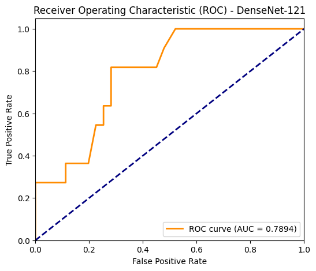 Receiver Operating Characteristic (ROC) - DenseNet-121
True Positive Rate
1.0
0.8
0.6
0.4
0.2
0.0
ROC curve (AUC = 0.7894)
0.0 0.2 0.4 0.6 0.8 1.0
False Positive Rate